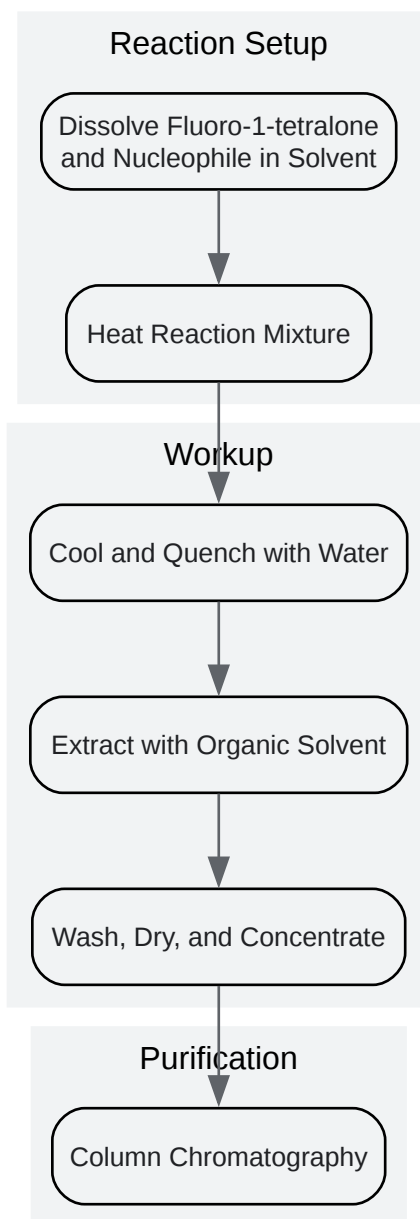 Reaction Setup
Dissolve Fluoro-1-tetralone
and Nucleophile in Solvent
Heat Reaction Mixture
Workup
Cool and Quench with Water
Extract with Organic Solvent
Wash, Dry, and Concentrate
Purification
Column Chromatography